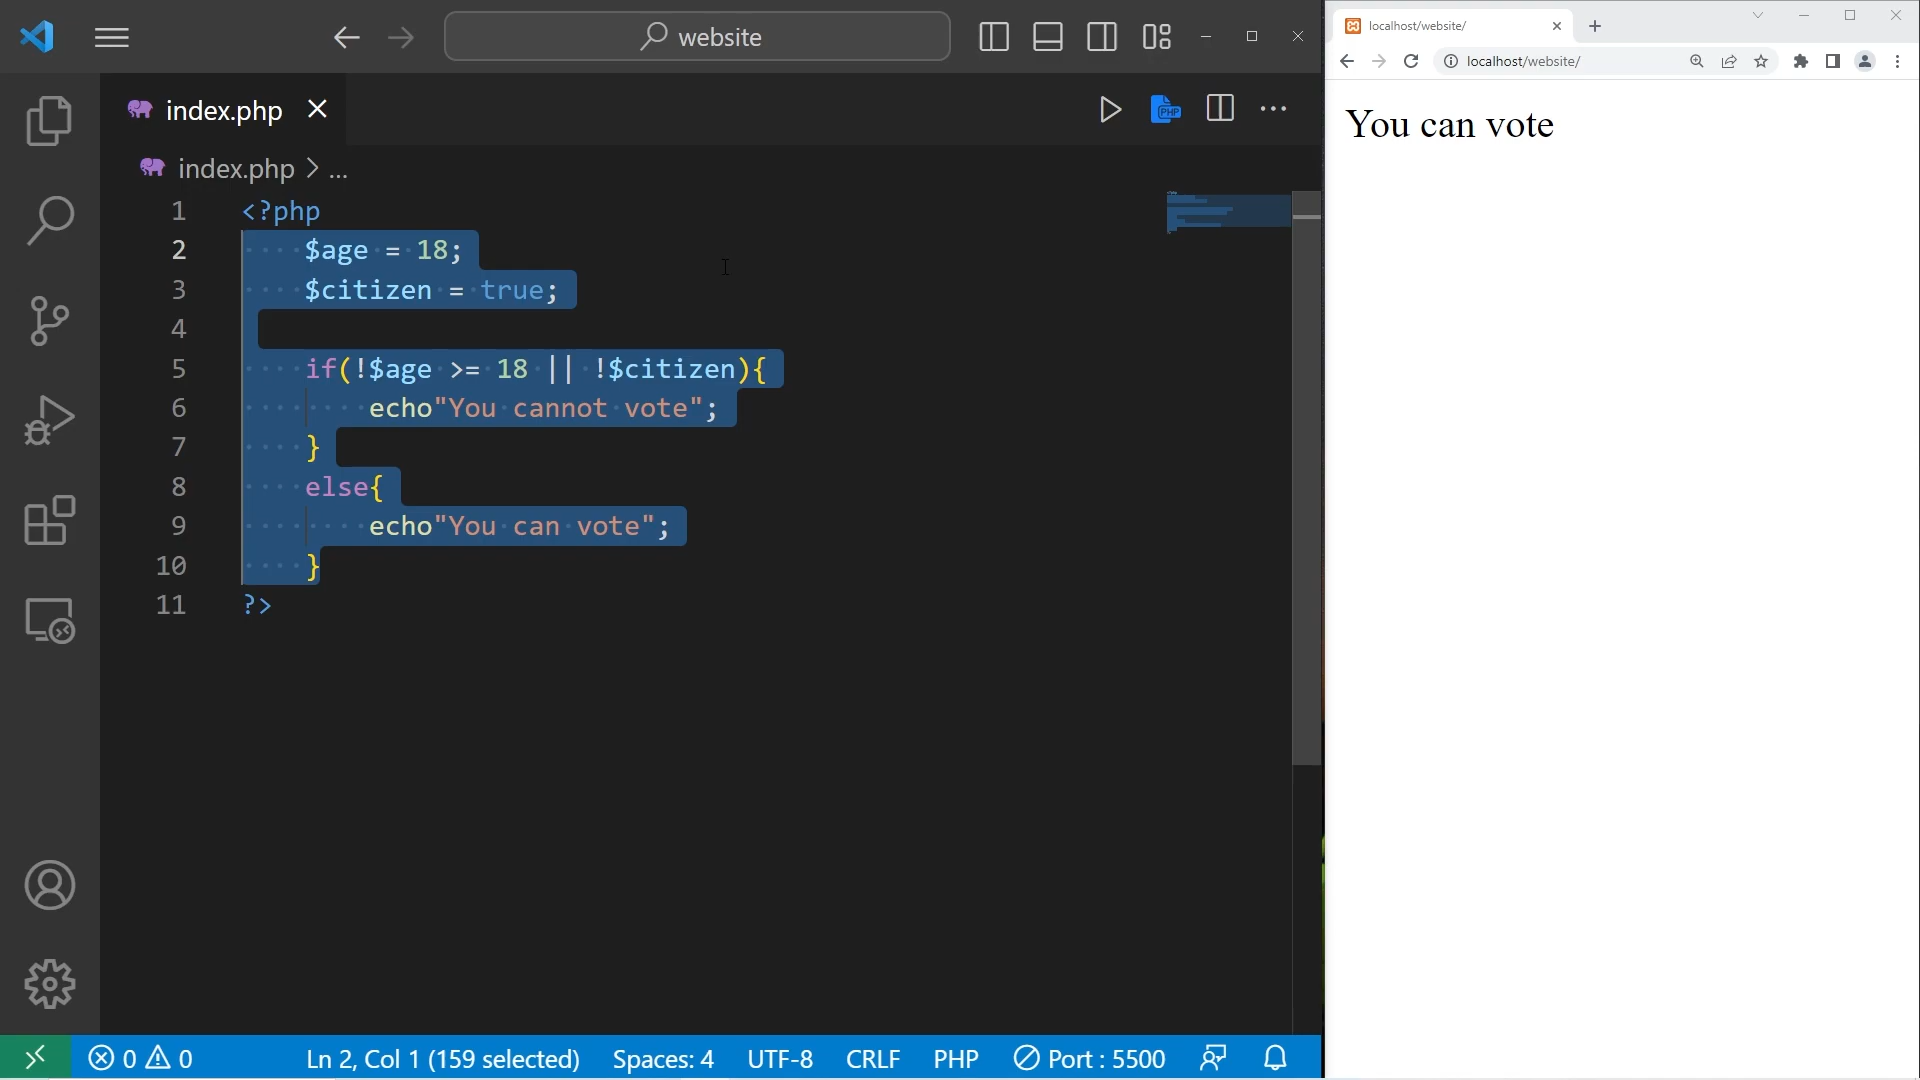 website
index.php
index.php > ...
1 <?php
2 $age = 18;
3 $citizen = true;
4
5 if(!$age >= 18 || !$citizen){
6 echo"You cannot vote";
7 }
8 else{
9 echo"You can vote";
10 }
11 ?>
0 0 Ln 2, Col 1 (159 selected) Spaces: 4 UTF-8 CRLF PHP Port : 5500
localhost/website/
localhost/website/
You can vote